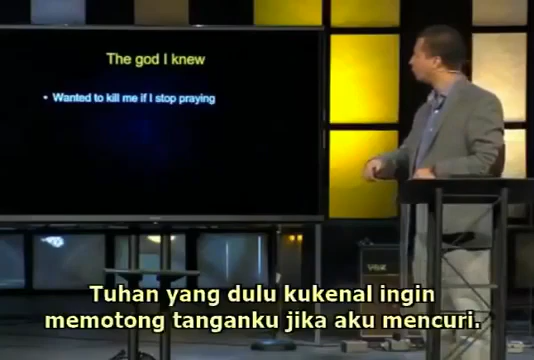 The god I knew
• Wanted to kill me if I stop praying
VOX
Tuhan yang dulu kukenal ingin
memotong tanganku jika aku mencuri.